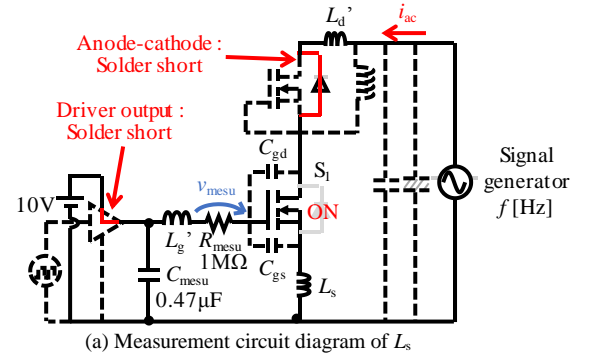 L_d'
i_ac
Anode-cathode :
Solder short
Driver output :
Solder short
C_gd
S_1
v_mesu
10V
ON
Signal
generator
f [Hz]
L_g'
R_mesu
1MΩ
C_mesu
0.47μF
C_gs
L_s
(a) Measurement circuit diagram of L_s